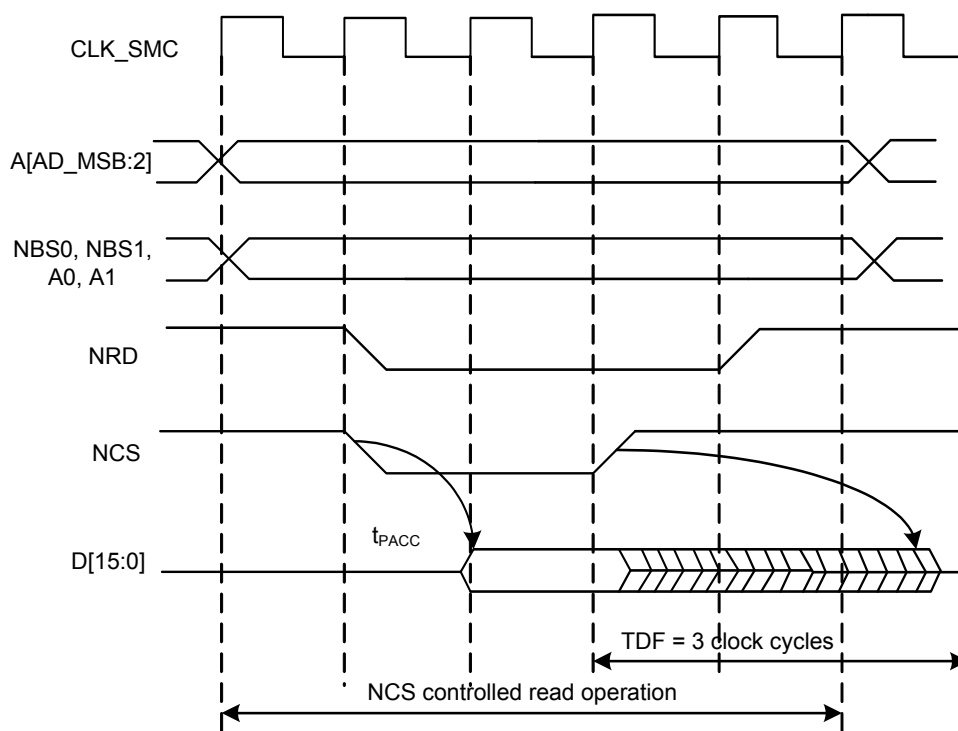 CLK_SMC
A[AD_MSB:2]
NBS0, NBS1,
A0, A1
NRD
NCS
tPACC
D[15:0]
TDF = 3 clock cycles
NCS controlled read operation